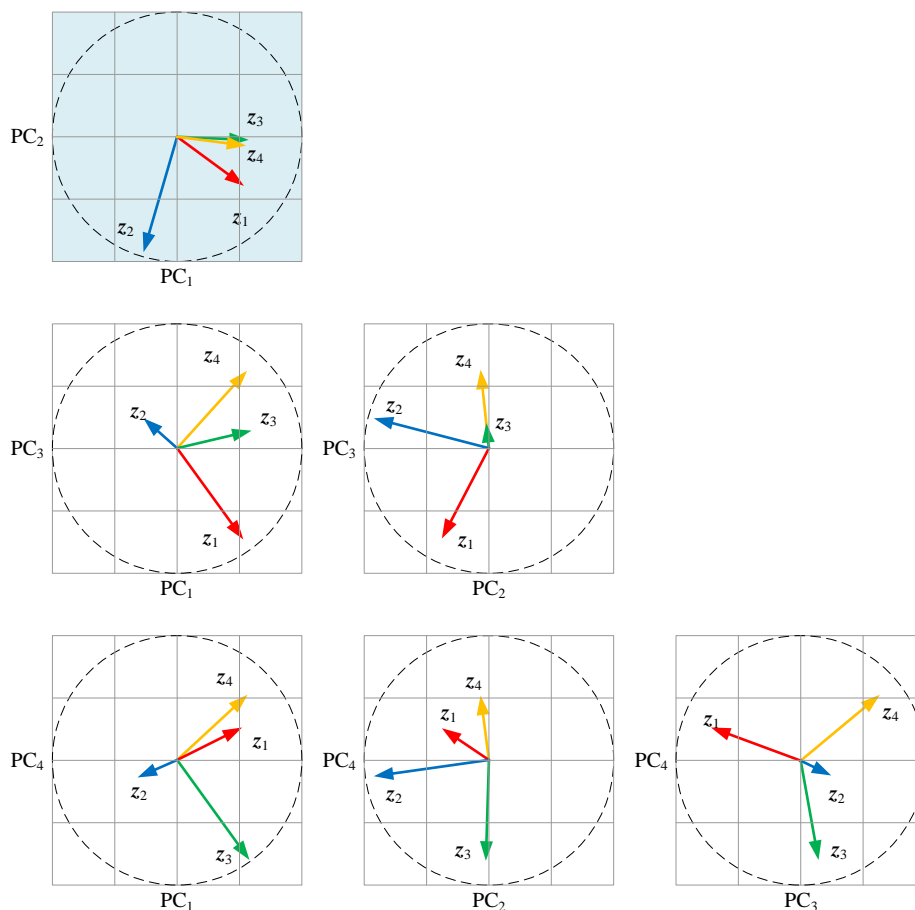 z₃
PC₂
z₄
z₁
z₂
PC₁
z₄
z₂
z₃
PC₃
z₁
PC₁
z₄
z₂
z₃
PC₃
z₁
PC₂
z₄
z₁
PC₄
z₂
z₃
PC₁
z₄
z₁
PC₄
z₂
z₃
PC₂
z₁
z₄
PC₄
z₂
z₃
PC₃